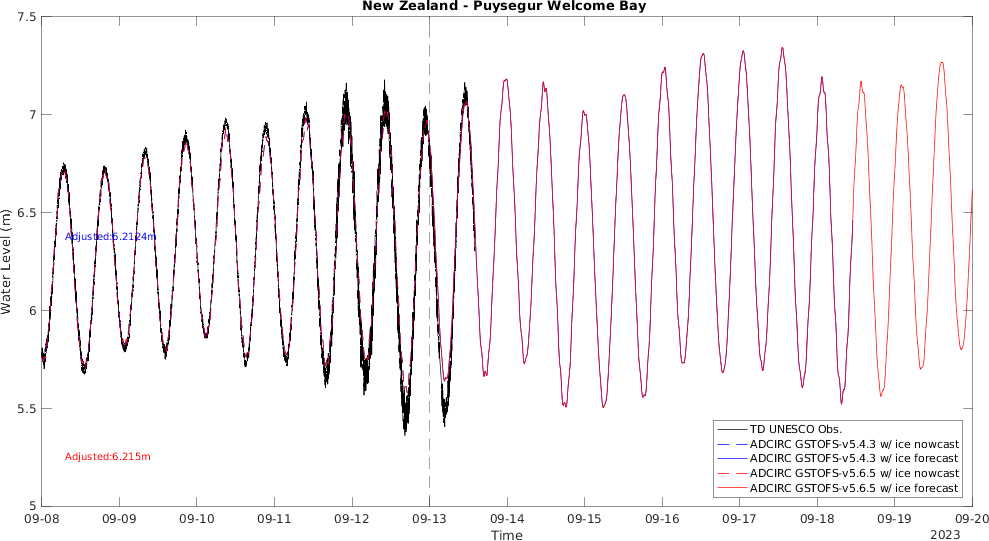 New Zealand - Puysegur Welcome Bay
7.5
7
6.5
6
5.5
5
Water Level (m)
Adjusted:6.2124m
Adjusted:6.215m
TD UNESCO Obs.
ADCIRC GSTOFS-v5.4.3 w/ ice nowcast
ADCIRC GSTOFS-v5.4.3 w/ ice forecast
ADCIRC GSTOFS-v5.6.5 w/ ice nowcast
ADCIRC GSTOFS-v5.6.5 w/ ice forecast
09-08 09-09 09-10 09-11 09-12 09-13 09-14 09-15 09-16 09-17 09-18 09-19 09-20
Time
2023